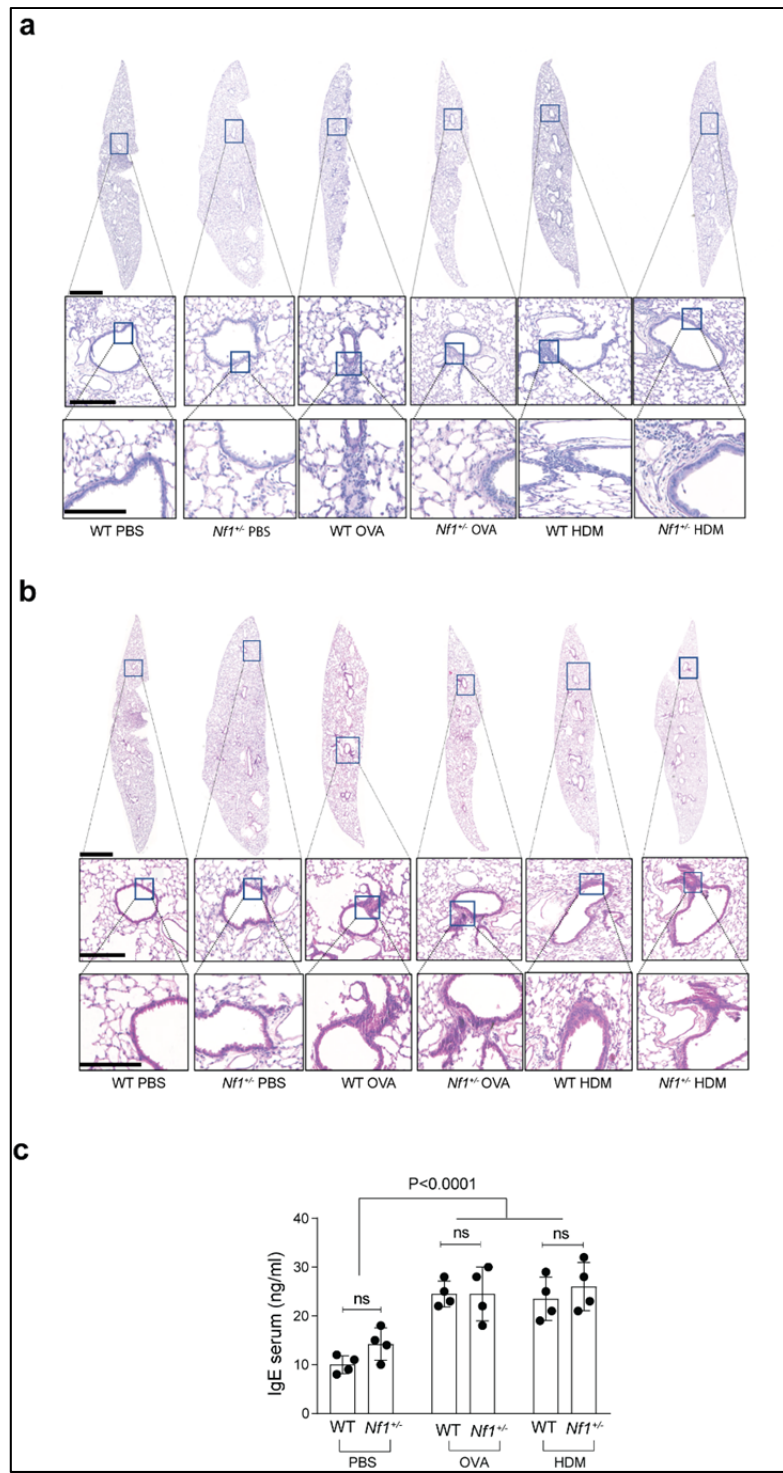 a
WT PBS Nf1+/- PBS WT OVA Nf1+/- OVA WT HDM Nf1+/- HDM
b
WT PBS Nf1+/- PBS WT OVA Nf1+/- OVA WT HDM Nf1+/- HDM
c
P<0.0001
40
ns ns
30
ns
20
10
0
IgE serum (ng/ml)
WT Nf1+/- WT Nf1+/- WT Nf1+/-
PBS OVA HDM